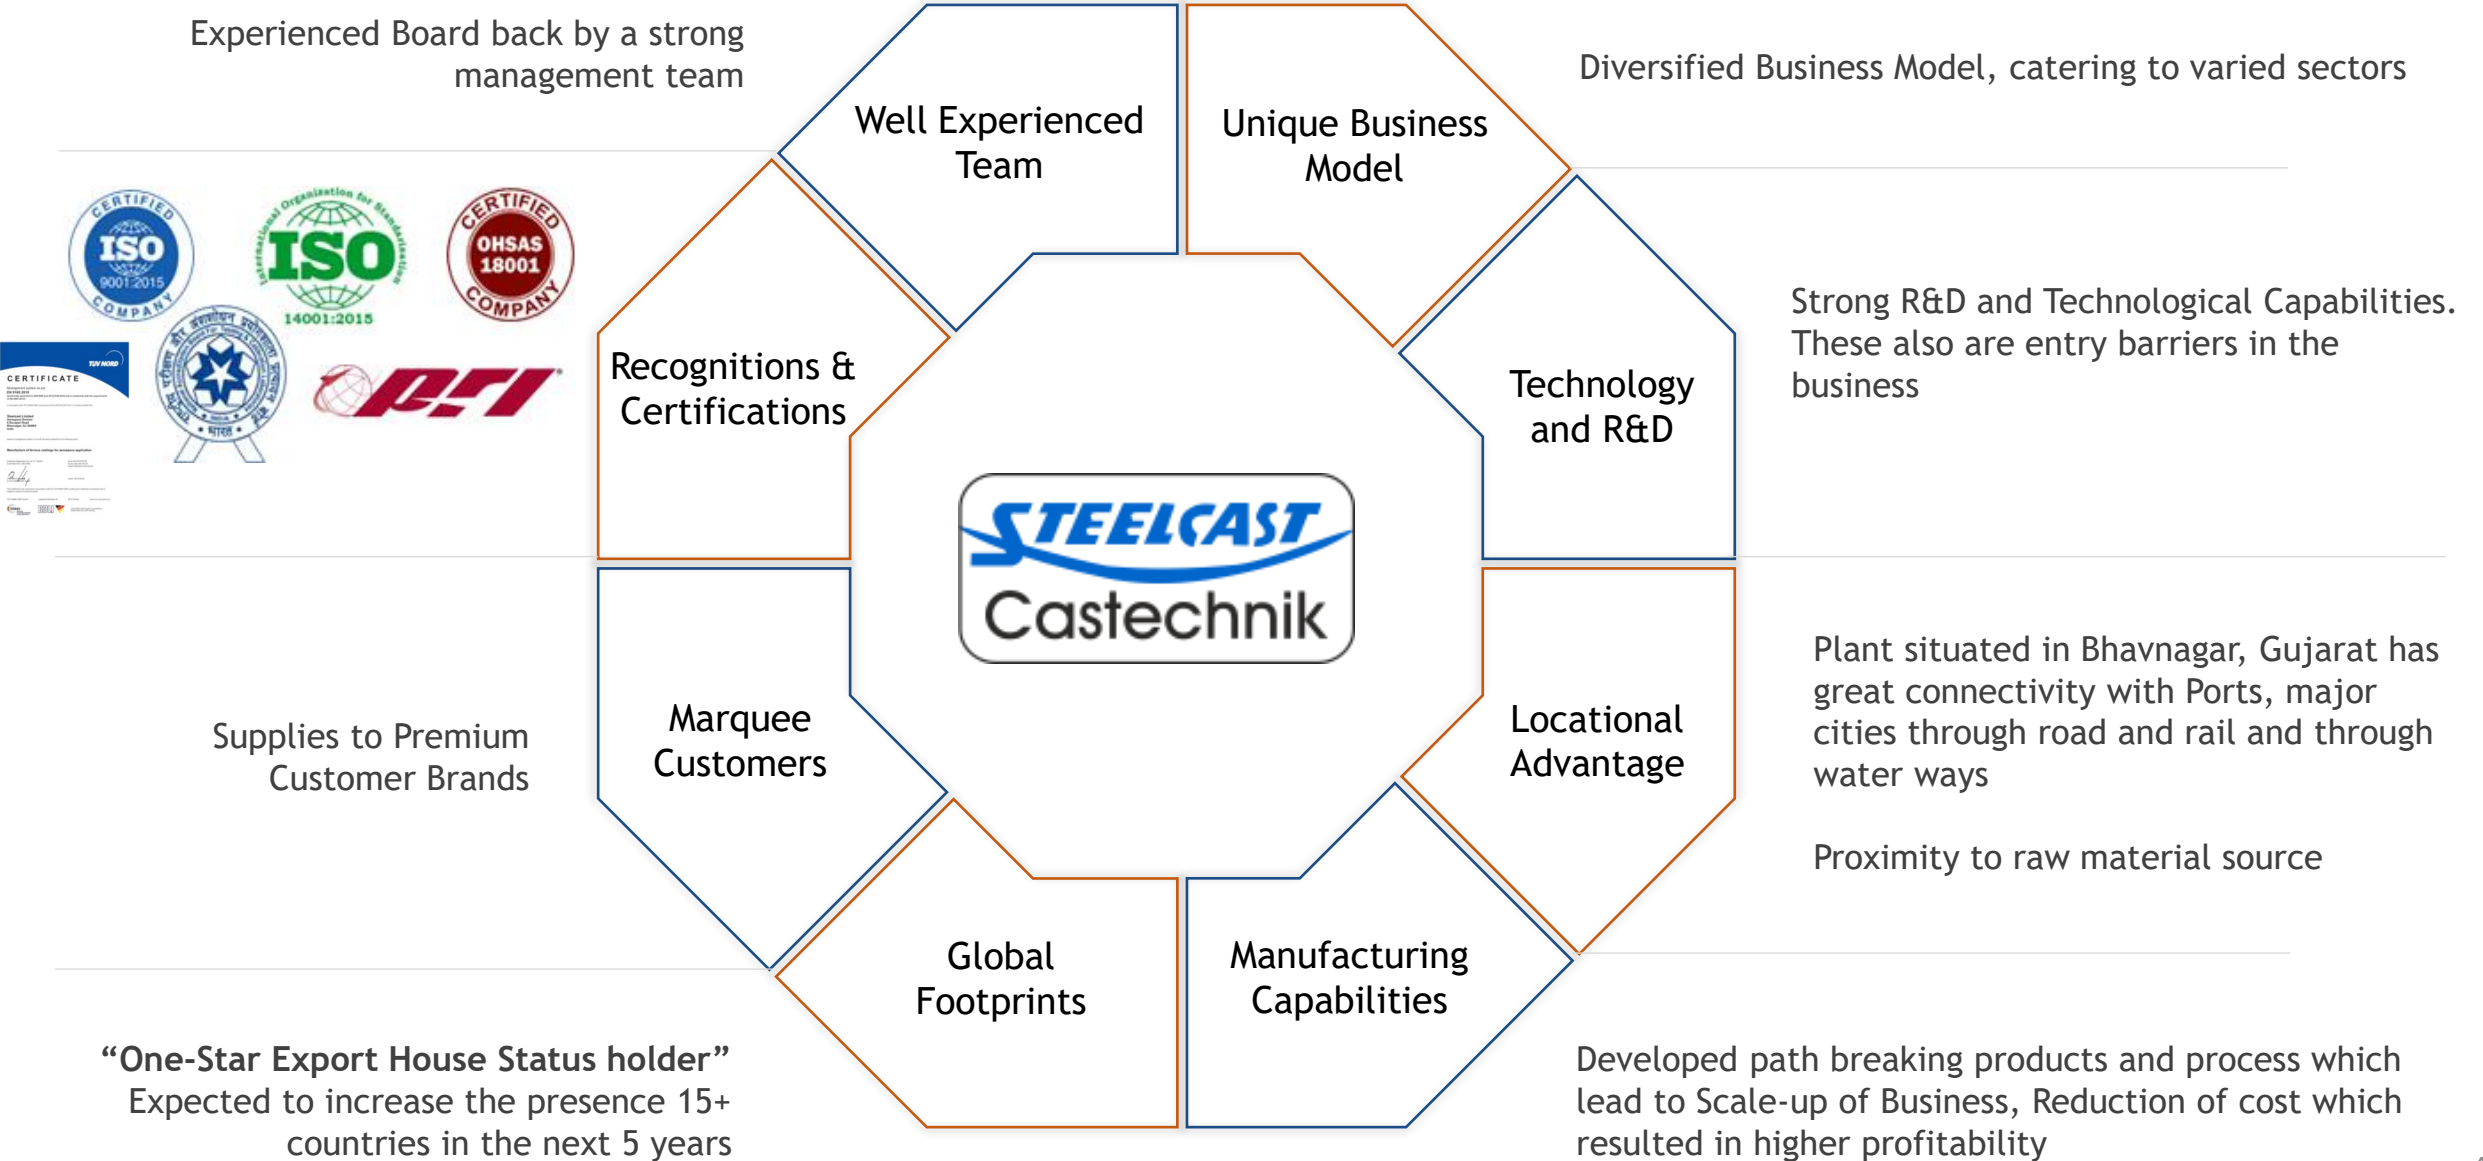 Experienced Board back by a strong
management team
Well Experienced
Team
Unique Business
Model
Diversified Business Model, catering to varied sectors
CERTIFIED
ISO
9001:2015
COMPANY
International Organization for Standardization
ISO
14001:2015
CERTIFIED
OHSAS
18001
COMPANY
TUV NORD
CERTIFICATE
भारत
PRI
Recognitions &
Certifications
Technology
and R&D
Strong R&D and Technological Capabilities.
These also are entry barriers in the
business
STEELCAST
Castechnik
Marquee
Customers
Supplies to Premium
Customer Brands
Locational
Advantage
Plant situated in Bhavnagar, Gujarat has
great connectivity with Ports, major
cities through road and rail and through
water ways
Proximity to raw material source
Global
Footprints
Manufacturing
Capabilities
“One-Star Export House Status holder”
Expected to increase the presence 15+
countries in the next 5 years
Developed path breaking products and process which
lead to Scale-up of Business, Reduction of cost which
resulted in higher profitability